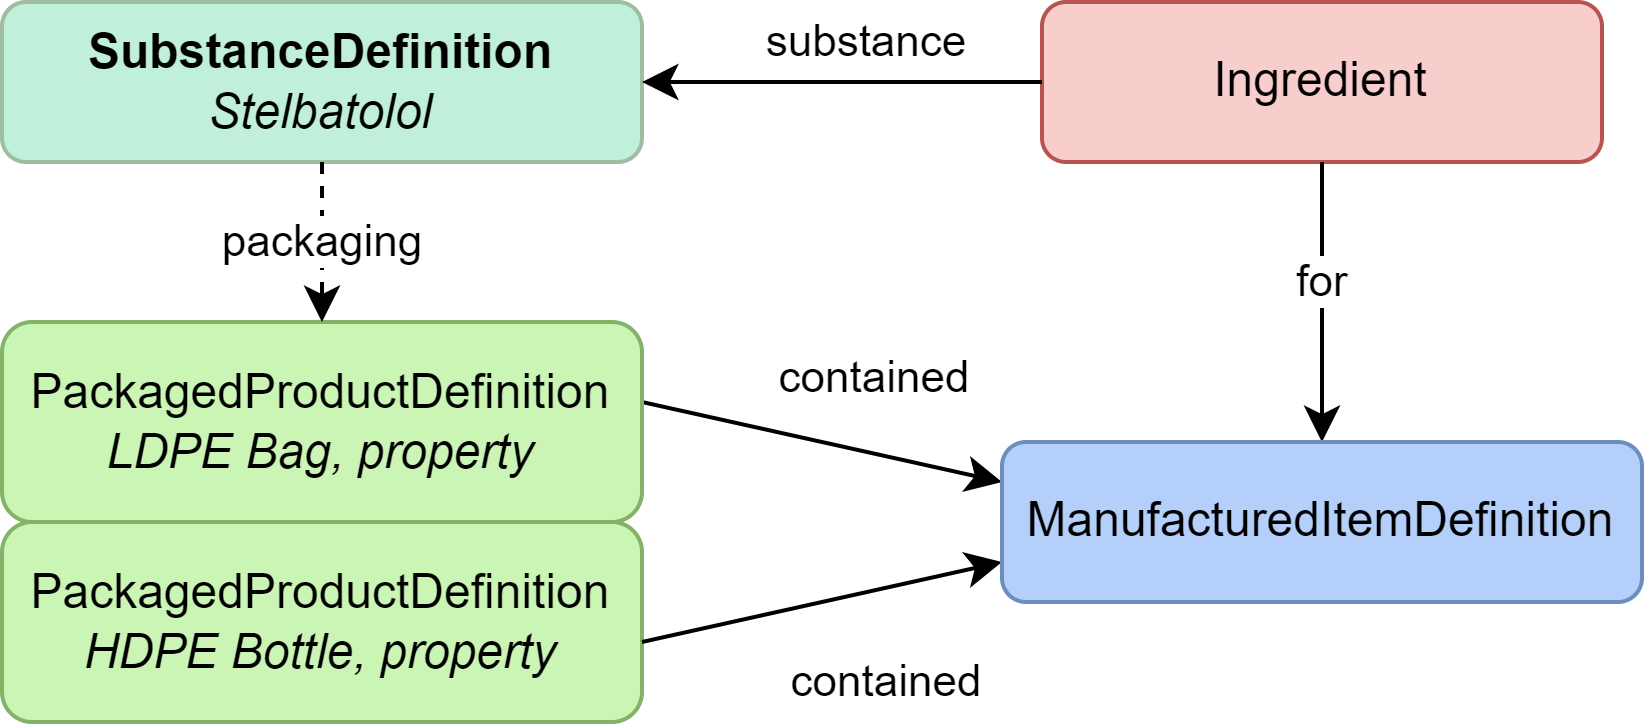 SubstanceDefinition
Stelbatolol
substance
Ingredient
packaging
for
PackagedProductDefinition
LDPE Bag, property
contained
ManufacturedItemDefinition
PackagedProductDefinition
HDPE Bottle, property
contained